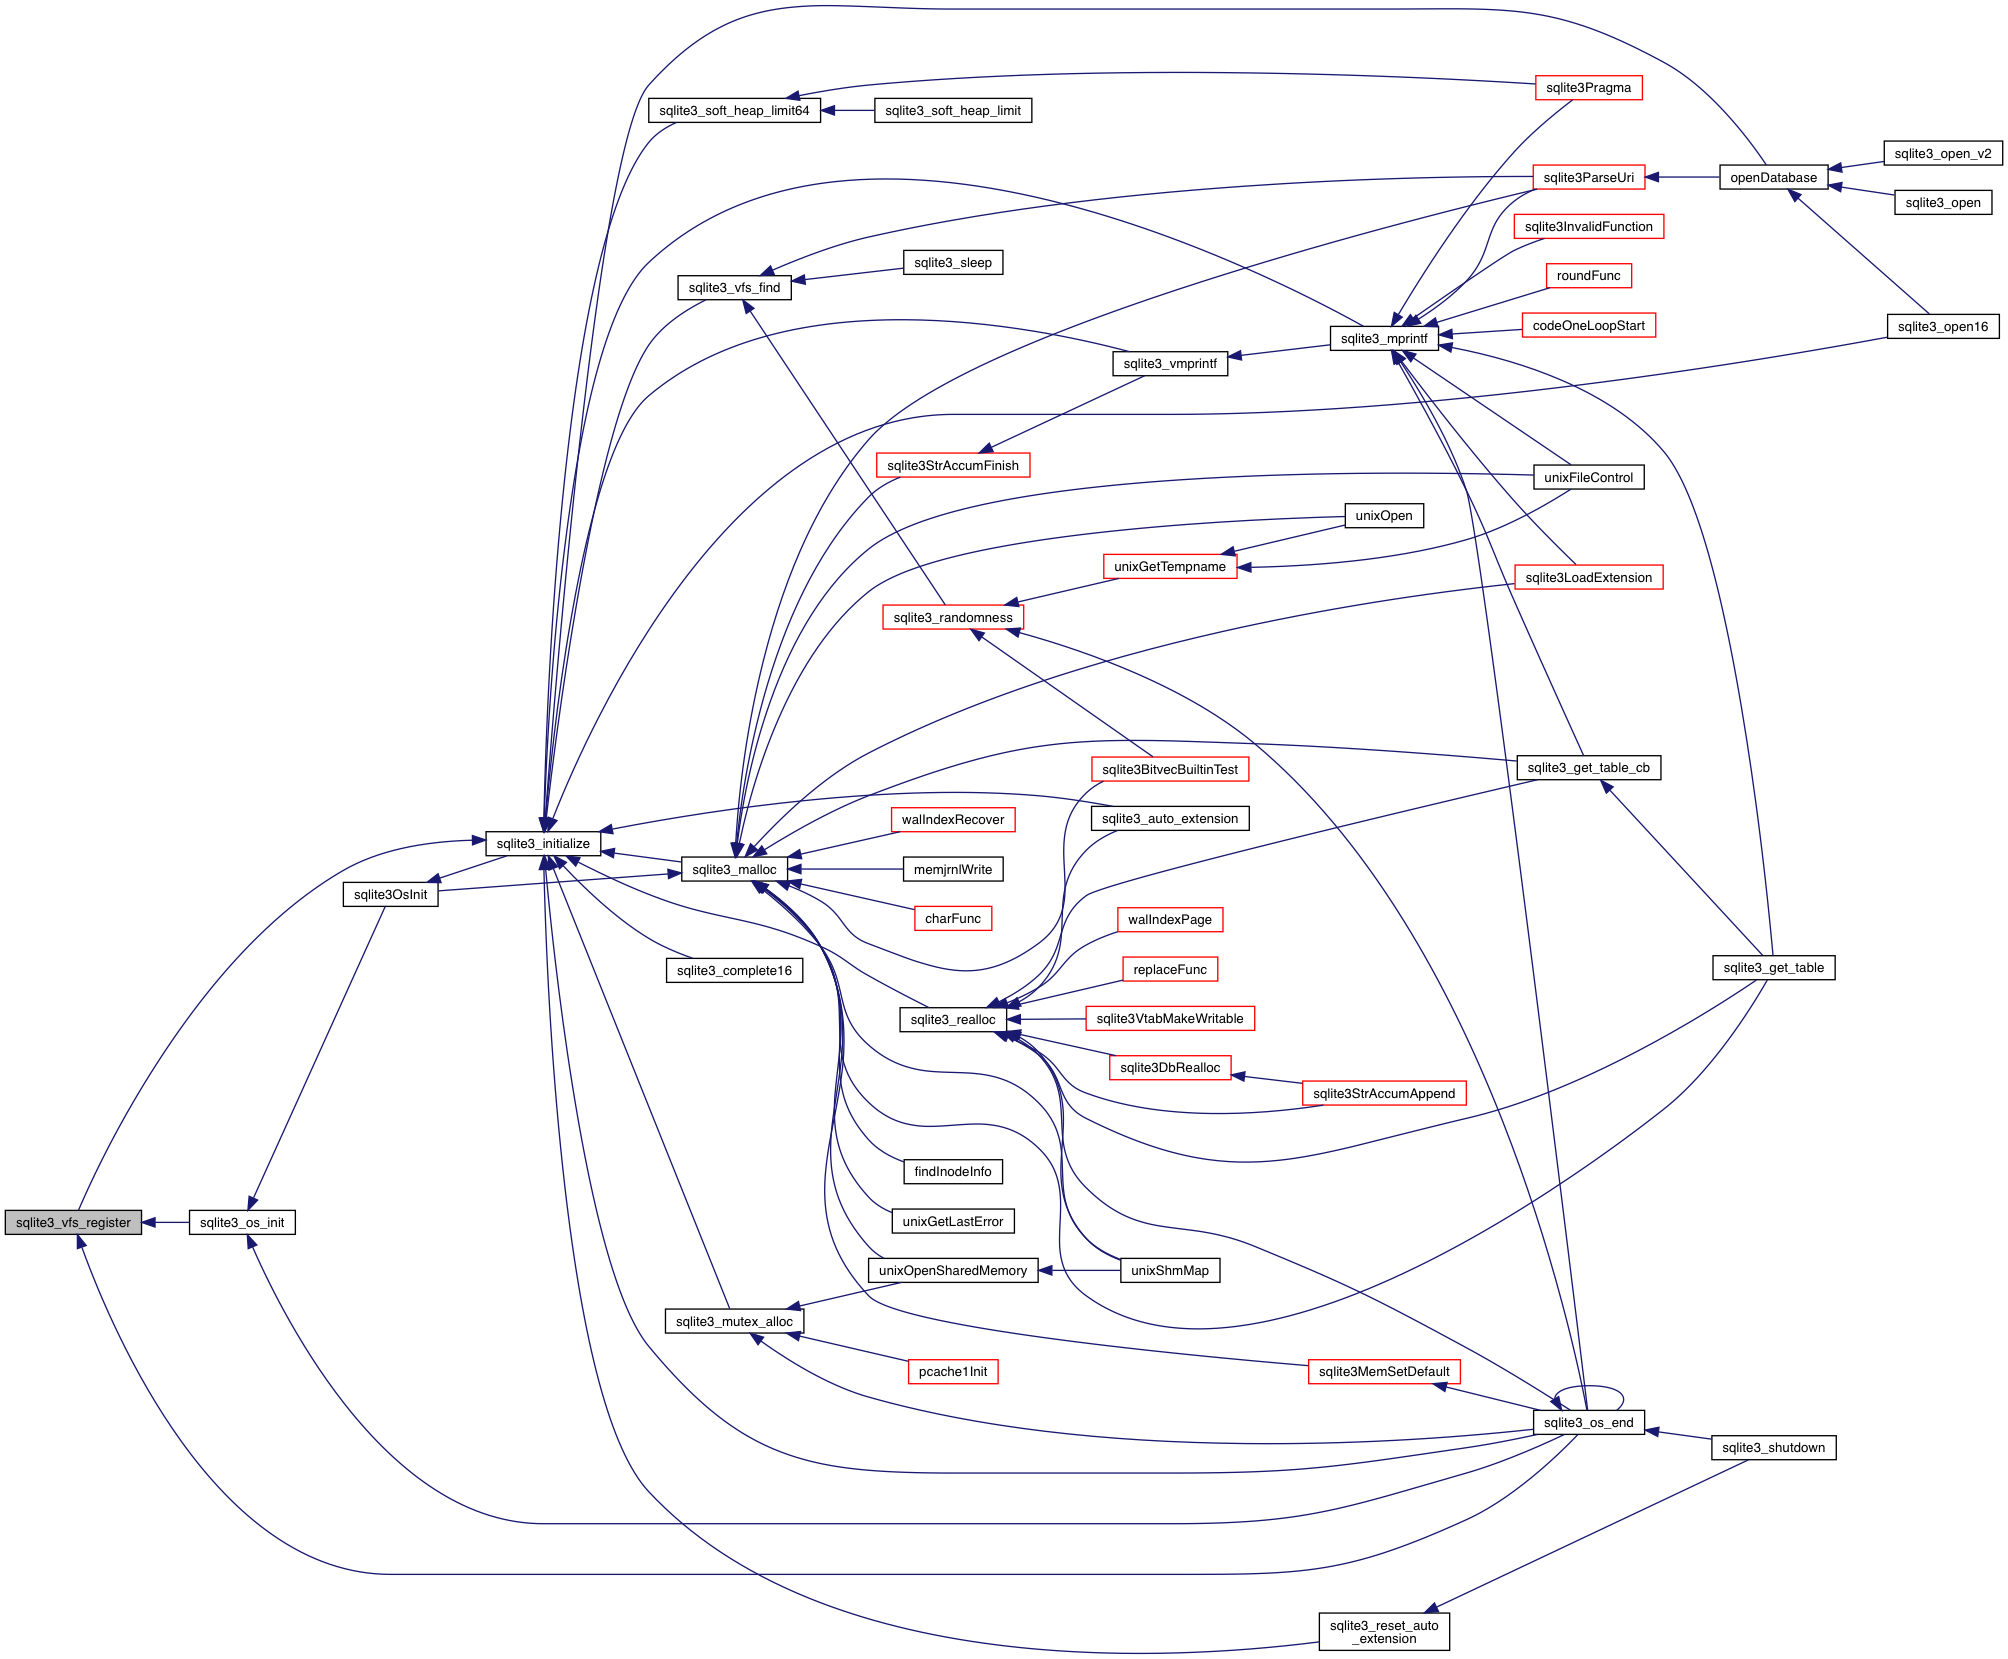 sqlite3Pragma
sqlite3_soft_heap_limit64
sqlite3_soft_heap_limit
sqlite3_open_v2
sqlite3ParseUri
openDatabase
sqlite3_open
sqlite3InvalidFunction
sqlite3_sleep
roundFunc
sqlite3_vfs_find
codeOneLoopStart
sqlite3_open16
sqlite3_mprintf
sqlite3_vmprintf
sqlite3StrAccumFinish
unixFileControl
unixOpen
unixGetTempname
sqlite3LoadExtension
sqlite3_randomness
sqlite3BitvecBuiltinTest
sqlite3_get_table_cb
walIndexRecover
sqlite3_auto_extension
sqlite3_initialize
sqlite3_malloc
memjrnlWrite
sqlite3OsInit
charFunc
walIndexPage
sqlite3_complete16
replaceFunc
sqlite3_get_table
sqlite3_realloc
sqlite3VtabMakeWritable
sqlite3DbRealloc
sqlite3StrAccumAppend
findInodeInfo
sqlite3_vfs_register
sqlite3_os_init
unixGetLastError
unixOpenSharedMemory
unixShmMap
sqlite3_mutex_alloc
pcache1Init
sqlite3MemSetDefault
sqlite3_os_end
sqlite3_shutdown
sqlite3_reset_auto
_extension